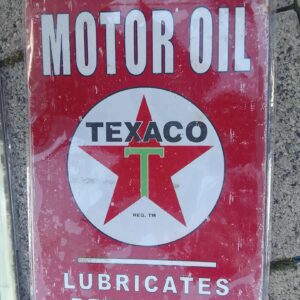 MOTOR OIL
TEXACO
T
REG. TM
LUBRICATES